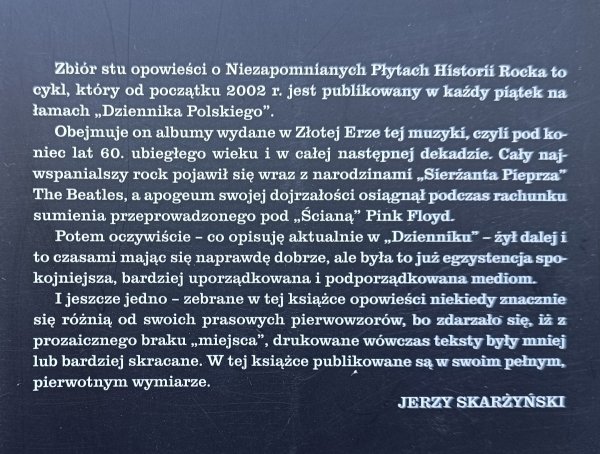 Zbiór stu opowieści o Niezapomnianych Płytach Historii Rocka to
cykl, który od początku 2002 r. jest publikowany w każdy piątek na
łamach „Dziennika Polskiego”.
Obejmuje on albumy wydane w Złotej Erze tej muzyki, czyli pod ko-
niec lat 60. ubiegłego wieku i w całej następnej dekadzie. Cały naj-
wspanialszy rock pojawił się wraz z narodzinami „Sierżanta Pieprza”
The Beatles, a apogeum swojej dojrzałości osiągnął podczas rachunku
sumienia przeprowadzonego pod „Ścianą” Pink Floyd.
Potem oczywiście – co opisuję aktualnie w „Dzienniku” – żył dalej i
to czasami mając się naprawdę dobrze, ale była to już egzystencja spo-
kojniejsza, bardziej uporządkowana i podporządkowana mediom.
I jeszcze jedno – zebrane w tej książce opowieści niekiedy znacznie
się różnią od swoich prasowych pierwowzorów, bo zdarzało się, iż z
prozaicznego braku „miejsca”, drukowane wówczas teksty były mniej
lub bardziej skracane. W tej książce publikowane są w swoim pełnym,
pierwotnym wymiarze.
JERZY SKARŻYŃSKI